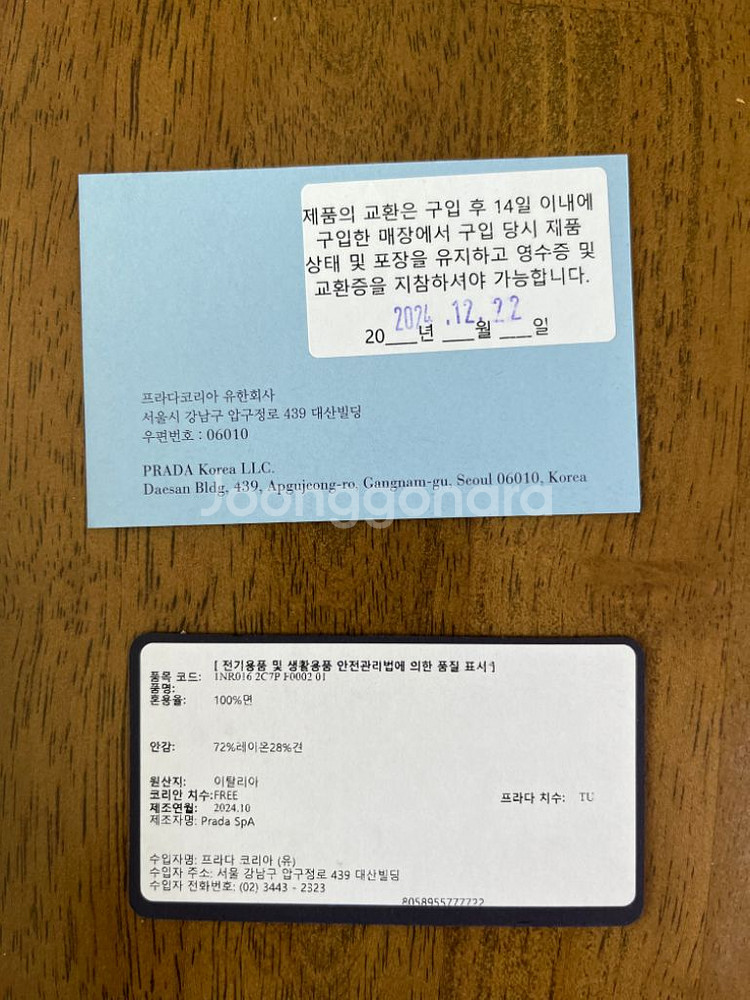 제품의 교환은 구입 후 14일 이내에
구입한 매장에서 구입 당시 제품
상태 및 포장을 유지하고 영수증 및
교환증을 지참하셔야 가능합니다.
2024.12.22
20___년 ___월 ___일
프라다코리아 유한회사
서울시 강남구 압구정로 439 대산빌딩
우편번호 : 06010
PRADA Korea LLC.
Daesan Bldg, 439, Apgujeong-ro, Gangnam-gu, Seoul 06010, Korea
Joonggonara
[ 전기용품 및 생활용품 안전관리법에 의한 품질 표시 ]
품목 코드: 1NR016 2C7P F0002 01
품명:
혼용율: 100%면
안감: 72%레이온28%견
원산지: 이탈리아
코리안 치수:FREE 프라다 치수: TU
제조연월: 2024.10
제조자명: Prada SpA
수입자명: 프라다 코리아 (유)
수입자 주소: 서울 강남구 압구정로 439 대산빌딩
수입자 전화번호: (02) 3443 - 2323
8058955777722